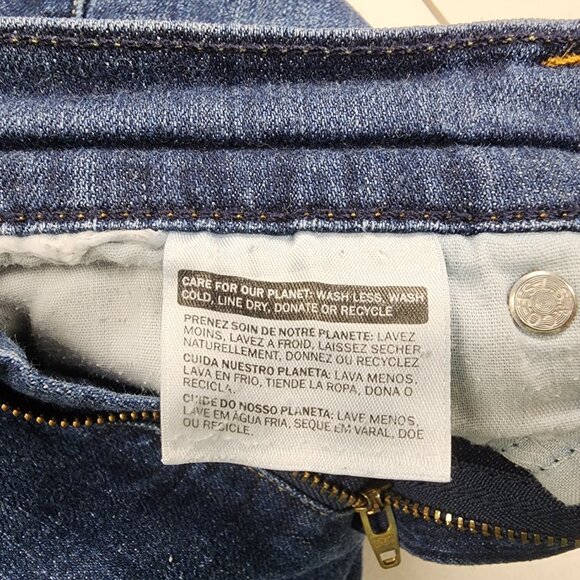 CARE FOR OUR PLANET: WASH LESS, WASH
COLD, LINE DRY, DONATE OR RECYCLE
PRENEZ SOIN DE NOTRE PLANETE: LAVEZ
MOINS, LAVEZ A FROID, LAISSEZ SECHER
NATURELLEMENT, DONNEZ OU RECYCLEZ
CUIDA NUESTRO PLANETA: LAVA MENOS,
LAVA EN FRIO, TIENDE LA ROPA, DONA O
RECICLA.
CUIDE DO NOSSO PLANETA: LAVE MENOS,
LAVE EM ÁGUA FRIA, SEQUE EM VARAL, DOE
OU RECICLE.